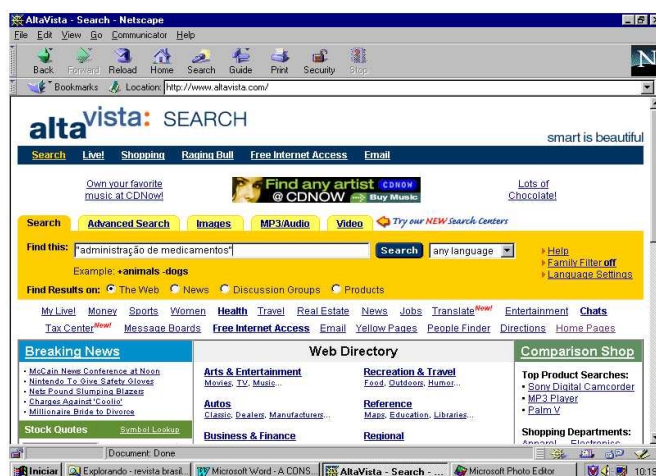 AltaVista - Search - Netscape
File Edit View Go Communicator Help
Back Forward Reload Home Search Guide Print Security Stop
N
Bookmarks Location: http://www.altavista.com/
altavista: SEARCH
smart is beautiful
Search Live! Shopping Raging Bull Free Internet Access Email
Own your favorite music at CDNow!
Find any artist CDNOW
@ CDNOW Buy Music
Lots of Chocolate!
Search Advanced Search Images MP3/Audio Video Try our NEW Search Centers
Find this: "administração de medicamentos" Search any language
Example: +animals -dogs
Help
Family Filter off
Language Settings
Find Results on: The Web News Discussion Groups Products
My Live! Money Sports Women Health Travel Real Estate News Jobs Translate New! Entertainment Chats
Tax Center New! Message Boards Free Internet Access Email Yellow Pages People Finder Directions Home Pages
Breaking News
McCain News Conference at Noon
Nintendo To Give Safety Gloves
Nets Pound Slumping Blazers
Charges Against 'Coolio'
Millionaire Bride to Divorce
Stock Quotes Symbol Lookup
Web Directory
Arts & Entertainment
Movies, TV, Music...
Autos
Classic, Dealers, Manufacturers...
Business & Finance
Recreation & Travel
Food, Outdoors, Humor...
Reference
Maps, Education, Libraries...
Regional
Comparison Shop
Top Product Searches:
Sony Digital Camcorder
MP3 Player
Palm V
Shopping Departments:
Apparel Electronics
Document: Done
Iniciar Explorando - revista brasil... Microsoft Word - A CONS... AltaVista - Search - ... Microsoft Photo Editor 10:13